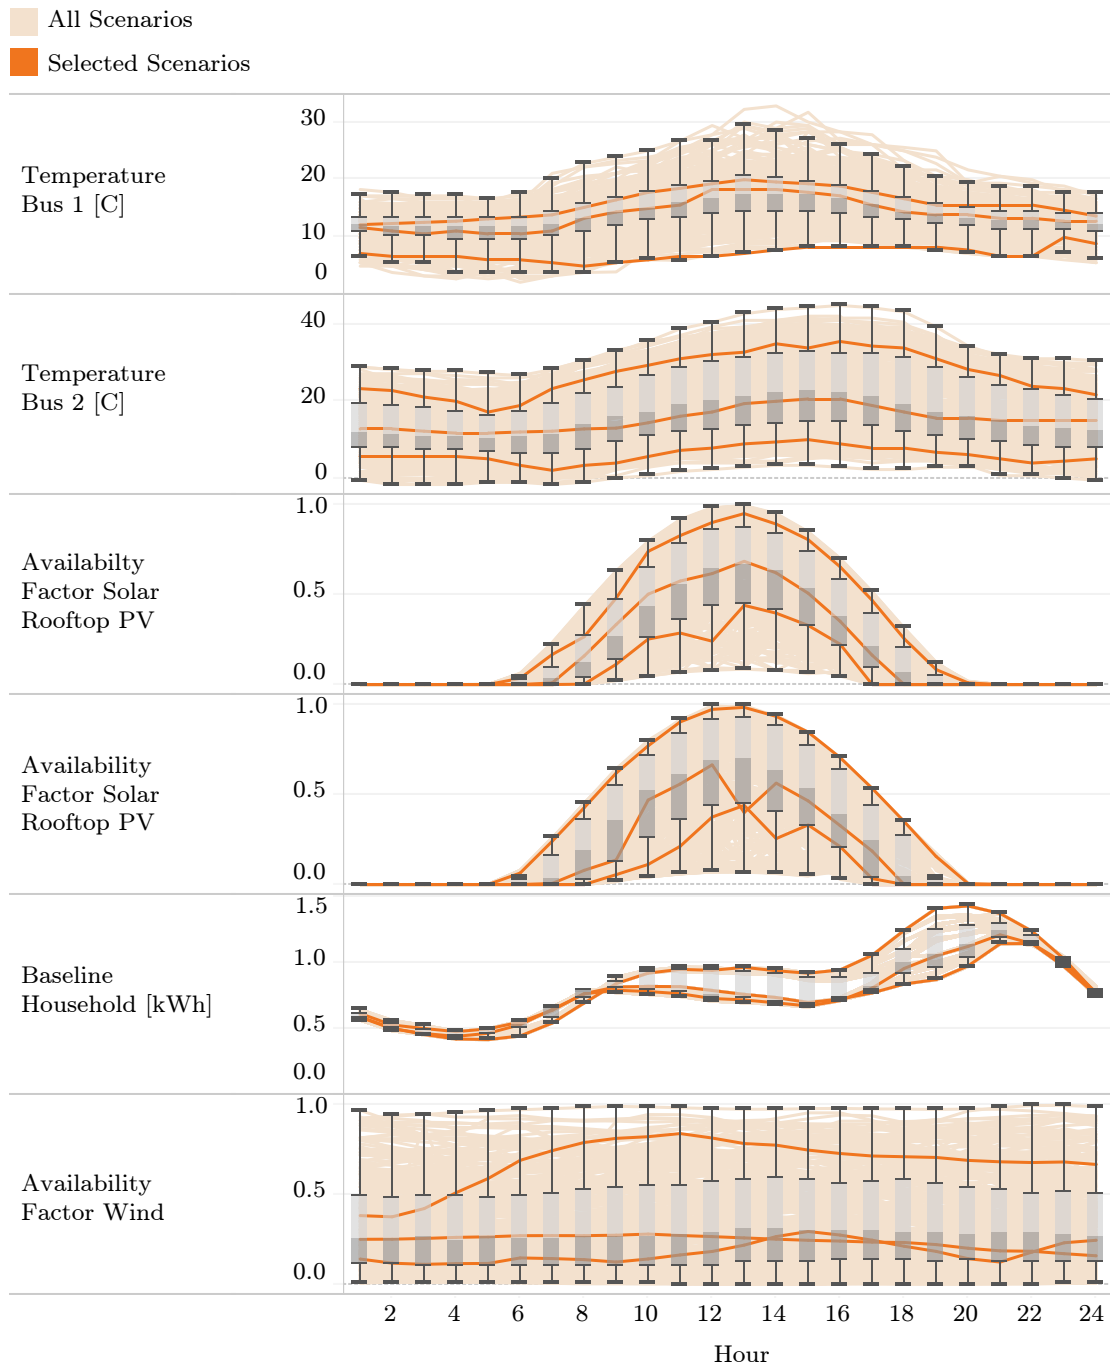 All Scenarios
Selected Scenarios
30
Temperature
Bus 1 [C]
20
10
0
40
Temperature
Bus 2 [C]
20
0
1.0
Availabilty
Factor Solar
Rooftop PV
0.5
0.0
1.0
Availability
Factor Solar
Rooftop PV
0.5
0.0
1.5
1.0
Baseline
Household [kWh]
0.5
0.0
1.0
Availability
Factor Wind
0.5
0.0
2 4 6 8 10 12 14 16 18 20 22 24
Hour